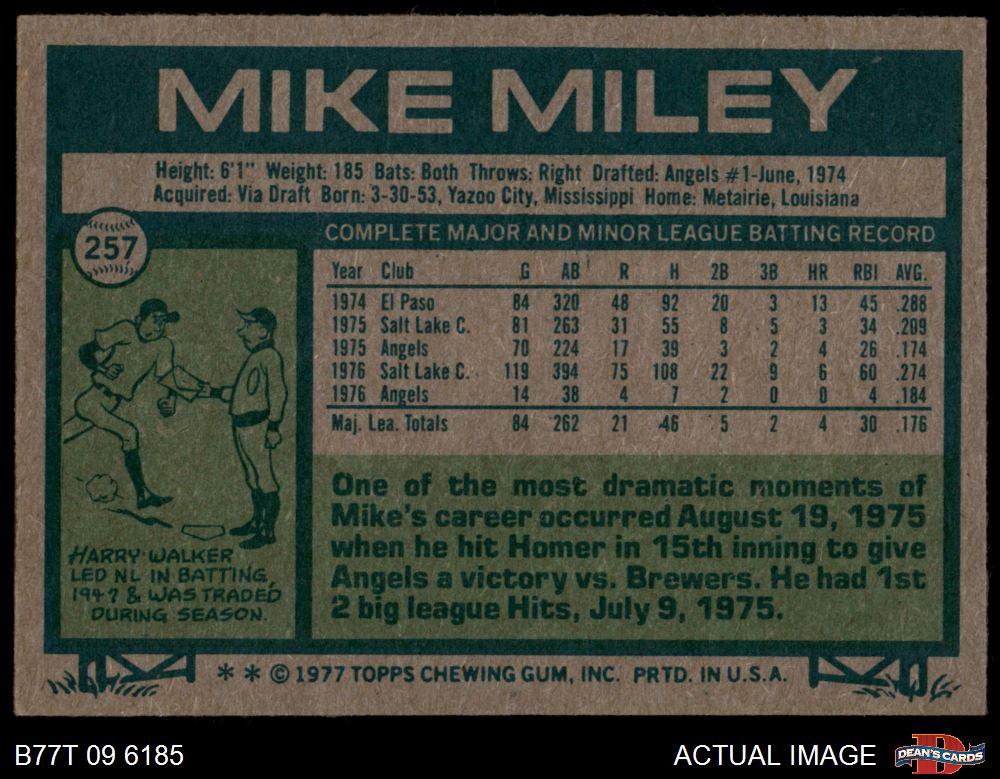 MIKE MILEY
Height: 6'1" Weight: 185 Bats: Both Throws: Right Drafted: Angels #1-June, 1974
Acquired: Via Draft Born: 3-30-53, Yazoo City, Mississippi Home: Metairie, Louisiana
257
COMPLETE MAJOR AND MINOR LEAGUE BATTING RECORD
Year Club G AB R H 2B 3B HR RBI AVG.
1974 El Paso 84 320 48 92 20 3 13 45 .288
1975 Salt Lake C. 81 263 31 55 8 5 3 34 .209
1975 Angels 70 224 17 39 3 2 4 26 .174
1976 Salt Lake C. 119 394 75 108 22 9 6 60 .274
1976 Angels 14 38 4 7 2 0 0 4 .184
Maj. Lea. Totals 84 262 21 46 5 2 4 30 .176
HARRY WALKER
LED NL IN BATTING,
1947 & WAS TRADED
DURING SEASON.
One of the most dramatic moments of
Mike's career occurred August 19, 1975
when he hit Homer in 15th inning to give
Angels a victory vs. Brewers. He had 1st
2 big league Hits, July 9, 1975.
* * © 1977 TOPPS CHEWING GUM, INC. PRTD. IN U.S.A.
B77T 09 6185
ACTUAL IMAGE
DEAN'S CARDS